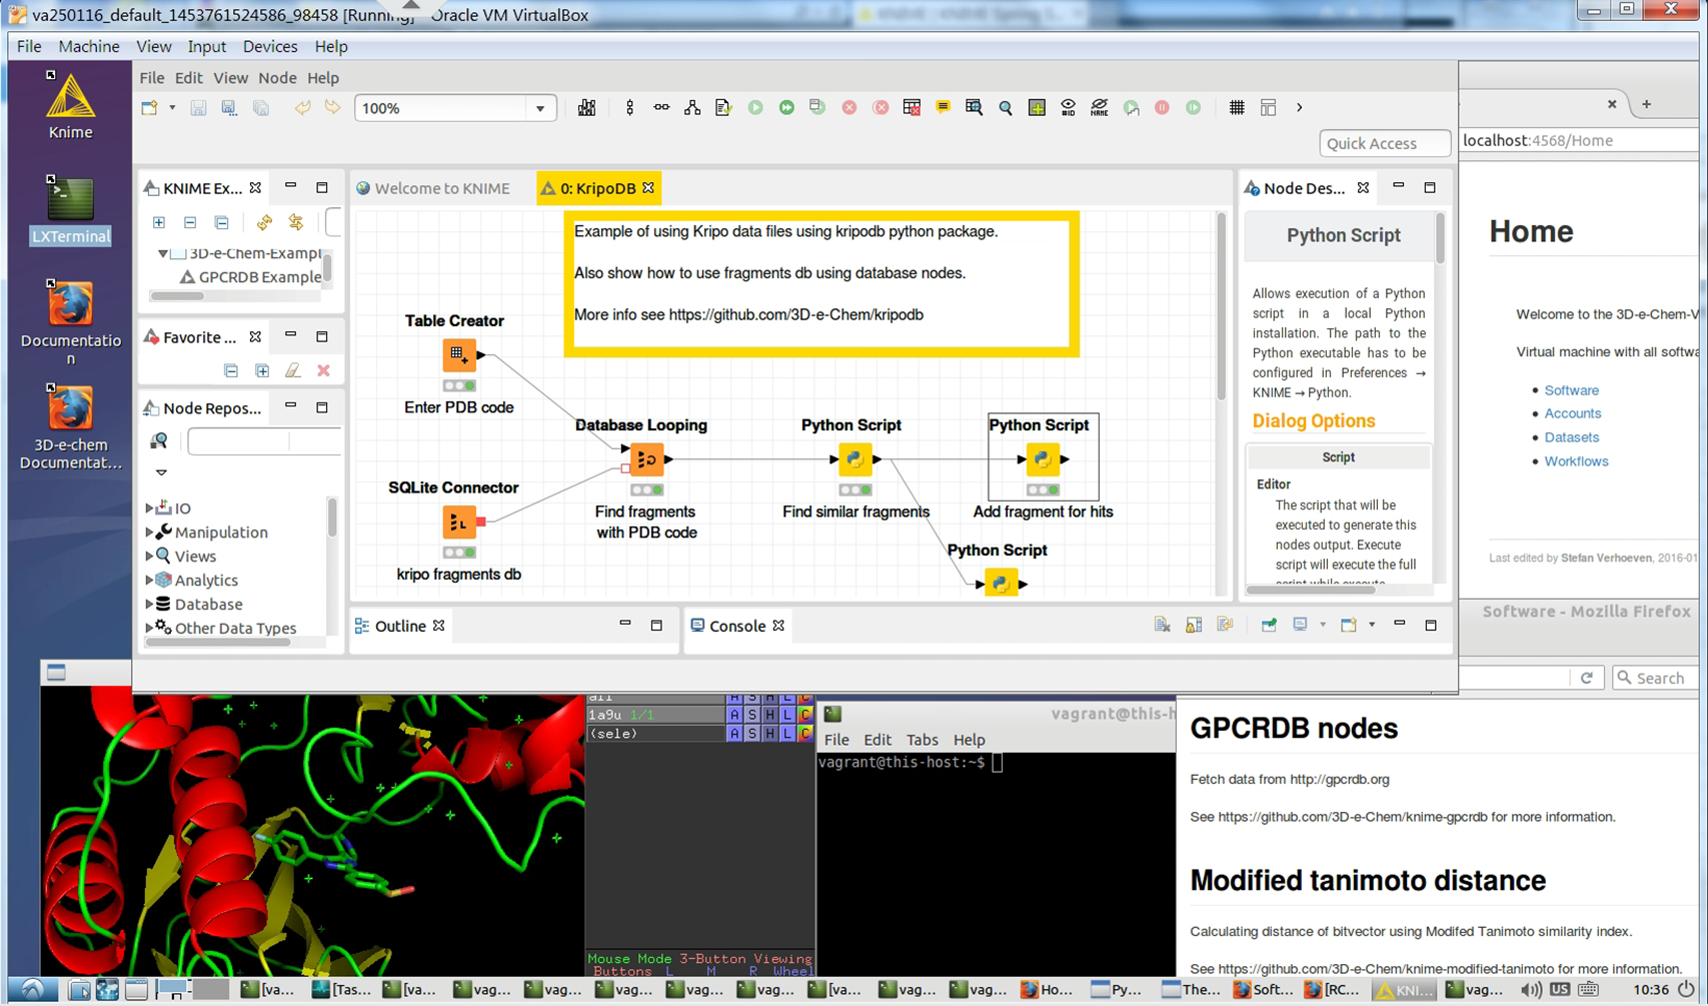 va250116_default_1453761524586_98458 [Running] - Oracle VM VirtualBox
File Machine View Input Devices Help
Knime
LXTerminal
Documentatio
n
3D-e-chem
Documentat...
File Edit View Node Help
100%
Quick Access
KNIME Ex...
3D-e-Chem-Exampl
GPCRDB Example
Favorite ...
Node Repos...
IO
Manipulation
Views
Analytics
Database
Other Data Types
Welcome to KNIME
0: KripoDB
Example of using Kripo data files using kripodb python package.
Also show how to use fragments db using database nodes.
More info see https://github.com/3D-e-Chem/kripodb
Table Creator
Enter PDB code
SQLite Connector
kripo fragments db
Database Looping
Find fragments
with PDB code
Python Script
Find similar fragments
Python Script
Add fragment for hits
Python Script
Outline
Console
Node Des...
Python Script
Allows execution of a Python
script in a local Python
installation. The path to the
Python executable has to be
configured in Preferences →
KNIME → Python.
Dialog Options
Script
Editor
The script that will be
executed to generate this
nodes output. Execute
script will execute the full
script while execute
localhost:4568/Home
Home
Welcome to the 3D-e-Chem-V
Virtual machine with all softwa
Software
Accounts
Datasets
Workflows
Last edited by Stefan Verhoeven, 2016-01
Software - Mozilla Firefox
Search
all A S H L C
1a9u 1/1 A S H L C
(sele) A S H L C
Mouse Mode 3-Button Viewing
Buttons L M R Wheel
vagrant@this-h
File Edit Tabs Help
vagrant@this-host:~$
GPCRDB nodes
Fetch data from http://gpcrdb.org
See https://github.com/3D-e-Chem/knime-gpcrdb for more information.
Modified tanimoto distance
Calculating distance of bitvector using Modifed Tanimoto similarity index.
See https://github.com/3D-e-Chem/knime-modified-tanimoto for more information.
[va... [Tas... [va... vag... vag... vag... vag... vag... [va... vag... vag... Ho... Py... The... Soft... [RC... KNI... vag... US 10:36